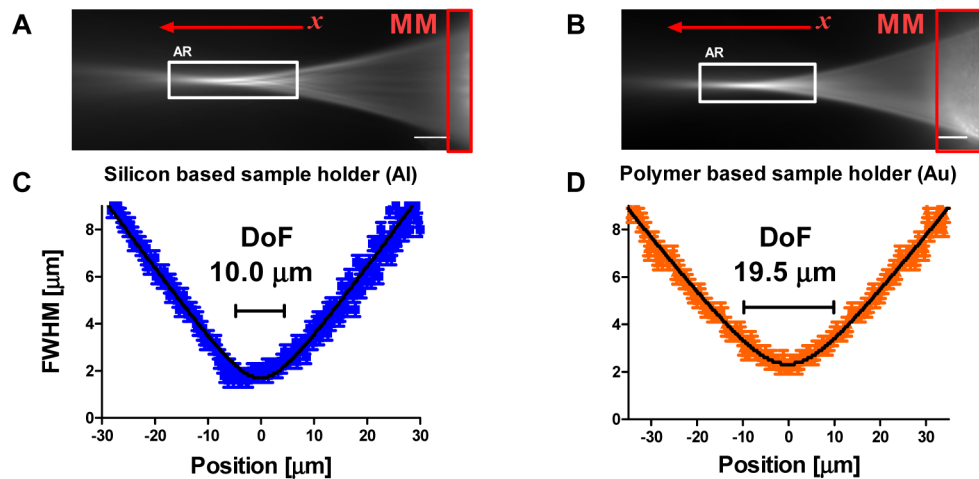 A
x
MM
AR
B
x
MM
AR
Silicon based sample holder (Al)
Polymer based sample holder (Au)
C
DoF
10.0 μm
FWHM [μm]
8
6
4
2
0
-30 -20 -10 0 10 20 30
Position [μm]
D
DoF
19.5 μm
8
6
4
2
0
-30 -20 -10 0 10 20 30
Position [μm]